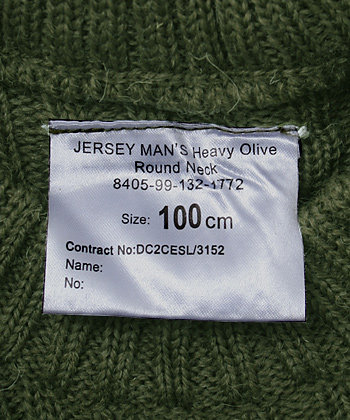 JERSEY MAN'S Heavy Olive
Round Neck
8405-99-132-1772
Size: 100cm
Contract No:DC2CESL/3152
Name:
No: